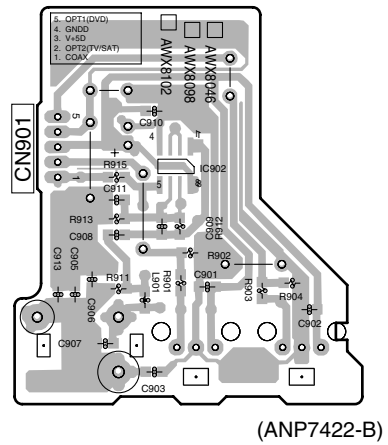 5. OPT1(DVD)
4. GNDD
3. V+5D
2. OPT2(TV/SAT)
1. COAX
AWX8102
AWX8098
AWX8046
CN901
5
1
C910
4
+
IC902
5
8
R915
C911
R913
C908
C909
R912
C913
C905
R911
C906
L901
R901
R902
C901
R903
R904
C902
C907
C903
(ANP7422-B)